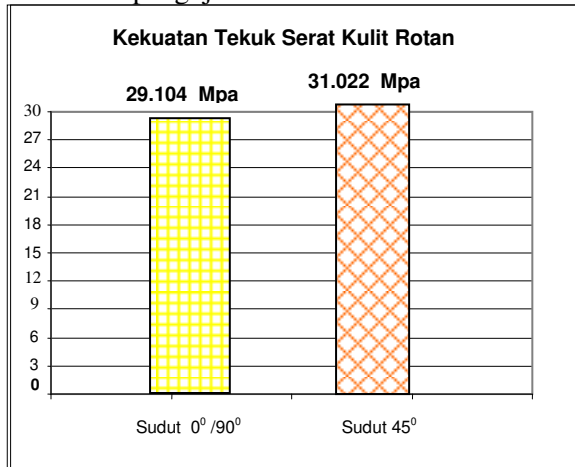 Kekuatan Tekuk Serat Kulit Rotan
29.104 Mpa
31.022 Mpa
30
27
24
21
18
15
12
9
6
3
0
Sudut 0⁰ /90⁰
Sudut 45⁰